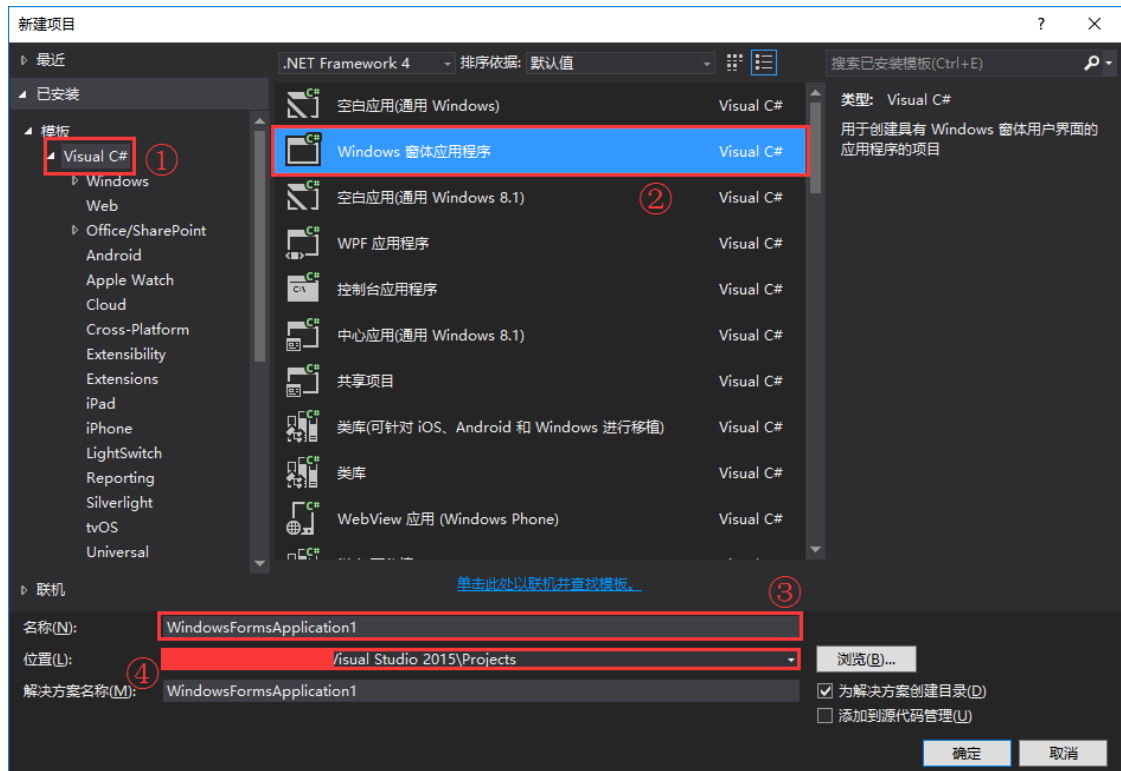 新建项目
?
最近
.NET Framework 4
排序依据:
默认值
搜索已安装模板(Ctrl+E)
已安装
模板
Visual C#
①
Windows
Web
Office/SharePoint
Android
Apple Watch
Cloud
Cross-Platform
Extensibility
Extensions
iPad
iPhone
LightSwitch
Reporting
Silverlight
tvOS
Universal
空白应用(通用 Windows) Visual C#
Windows 窗体应用程序 Visual C#
②
空白应用(通用 Windows 8.1) Visual C#
WPF 应用程序 Visual C#
控制台应用程序 Visual C#
中心应用(通用 Windows 8.1) Visual C#
共享项目 Visual C#
类库(可针对 iOS、Android 和 Windows 进行移植) Visual C#
类库 Visual C#
WebView 应用 (Windows Phone) Visual C#
类型: Visual C#
用于创建具有 Windows 窗体用户界面的
应用程序的项目
联机
单击此处以联机并查找模板。
③
名称(N): WindowsFormsApplication1
位置(L): Visual Studio 2015\Projects
浏览(B)...
④
解决方案名称(M): WindowsFormsApplication1
为解决方案创建目录(D)
添加到源代码管理(U)
确定
取消